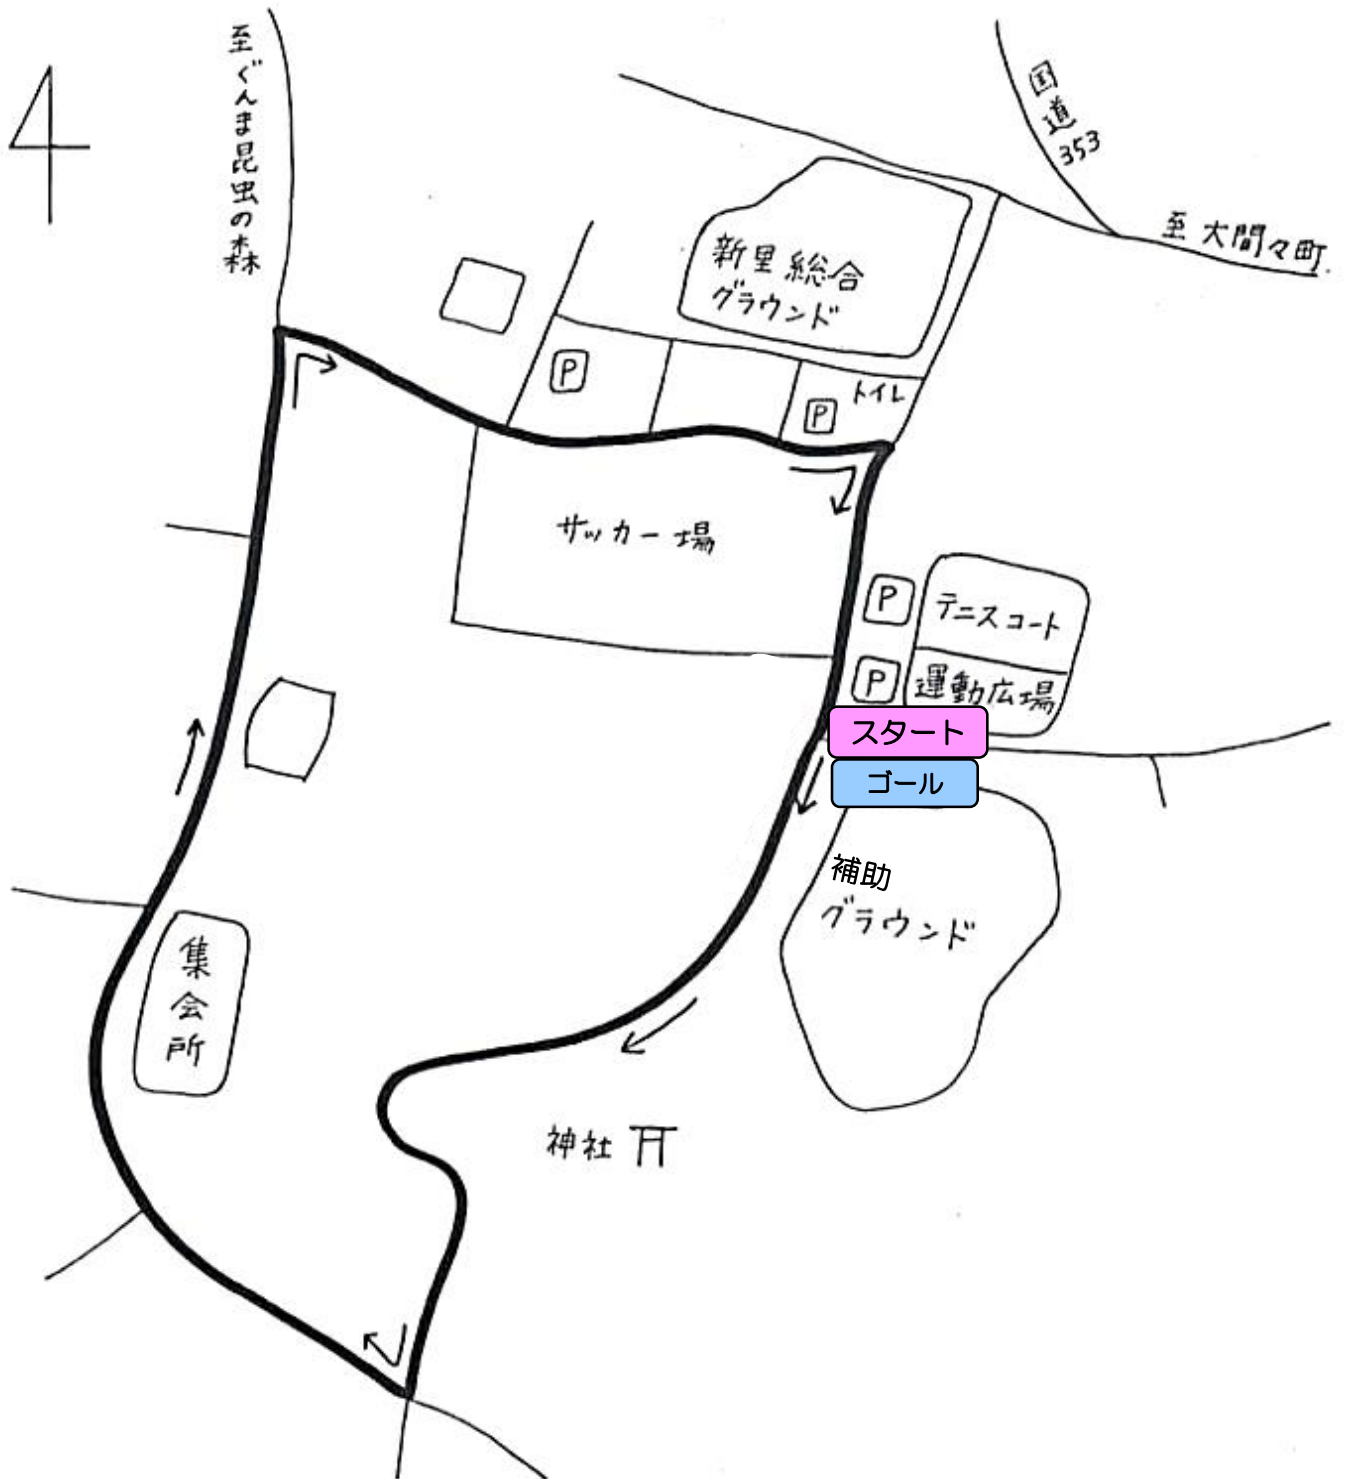 至ぐんま昆虫の森
国道353
至大間々町
新里総合
グラウンド
P
P
トイレ
サッカー場
P
テニスコート
P
運動広場
スタート
ゴール
補助
グラウンド
集会所
神社